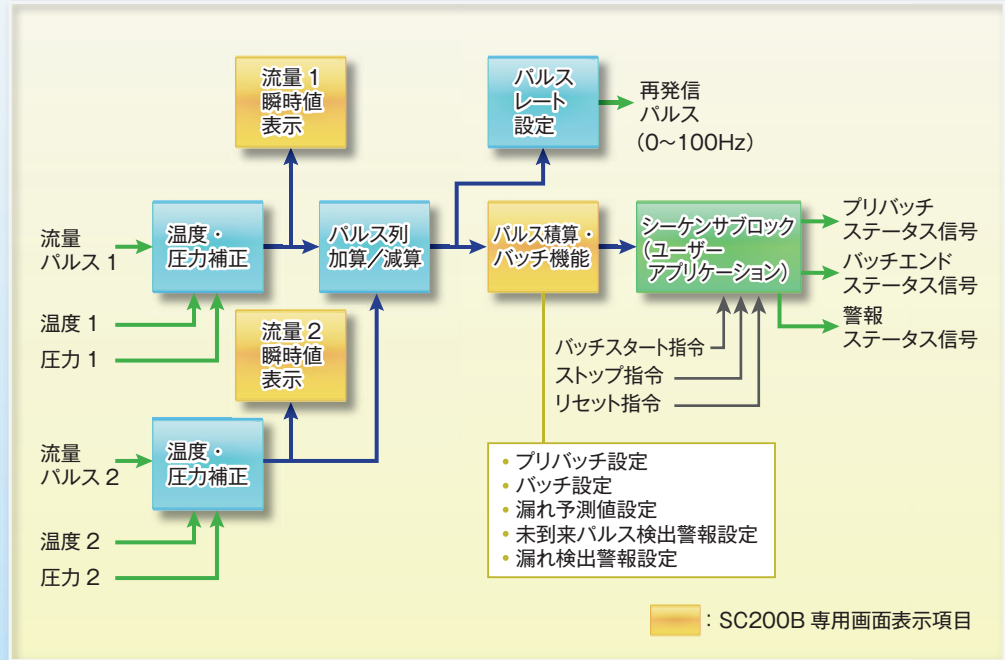 流量 1
瞬時値
表示
パルス
レート
設定
再発信
パルス
(0〜100Hz)
流量
パルス 1
温度・
圧力補正
パルス列
加算／減算
パルス積算・
バッチ機能
シーケンサブロック
(ユーザー
アプリケーション)
プリバッチ
ステータス信号
バッチエンド
ステータス信号
警報
ステータス信号
温度 1
圧力 1
流量 2
瞬時値
表示
バッチスタート指令
ストップ指令
リセット指令
流量
パルス 2
温度・
圧力補正
温度 2
圧力 2
・プリバッチ設定
・バッチ設定
・漏れ予測値設定
・未到来パルス検出警報設定
・漏れ検出警報設定
：SC200B 専用画面表示項目